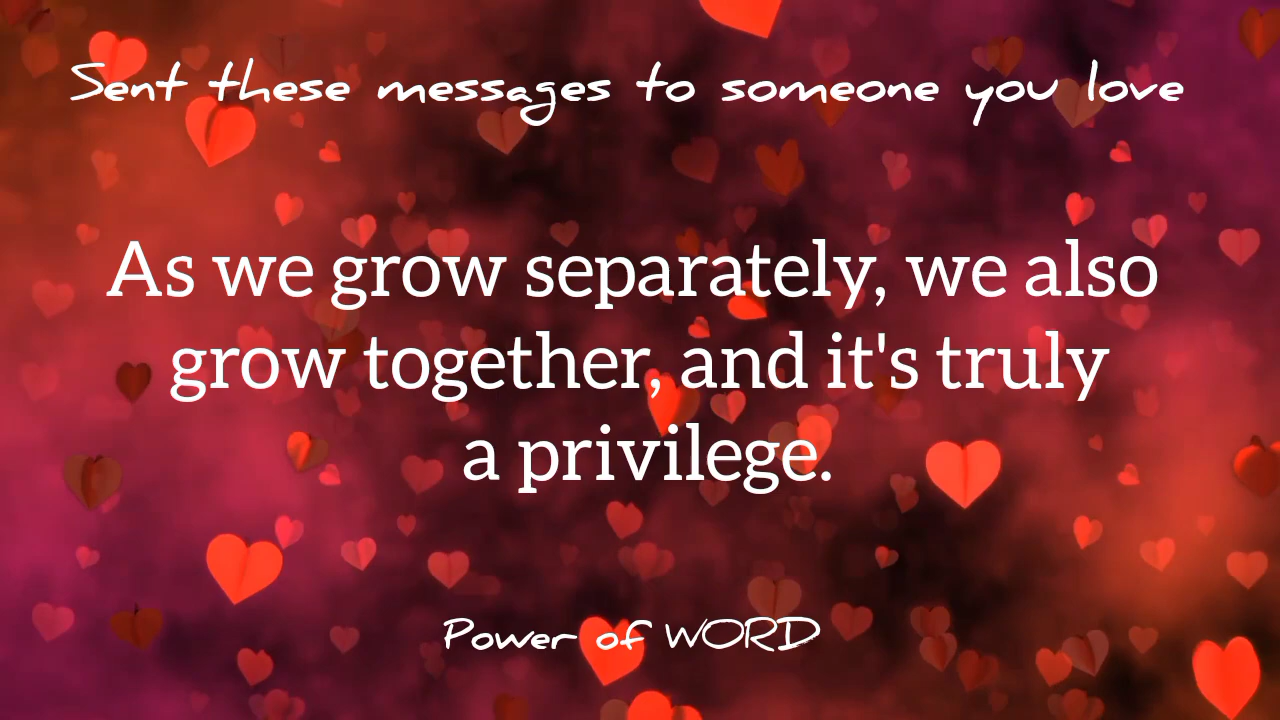 Sent these messages to someone you love
As we grow separately, we also
grow together, and it's truly
a privilege.
Power of WORD